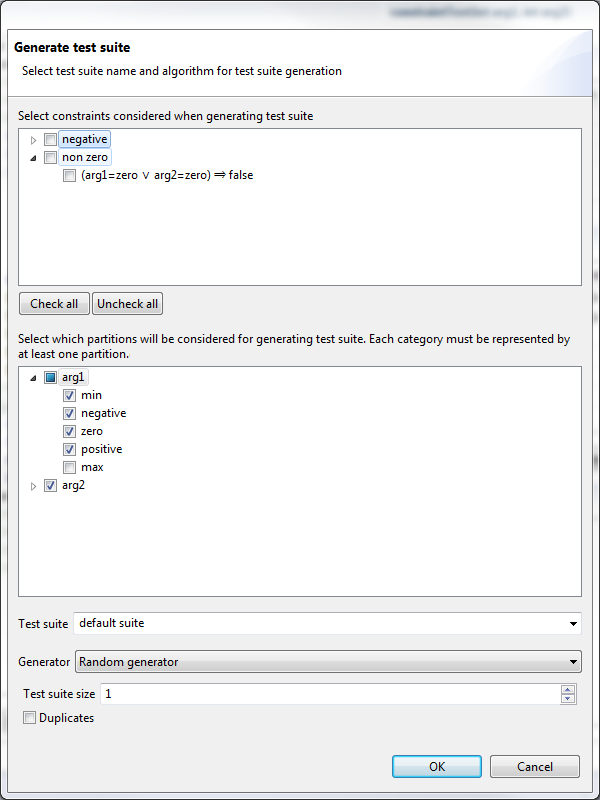 Generate test suite
Select test suite name and algorithm for test suite generation
Select constraints considered when generating test suite
negative
non zero
(arg1=zero ∨ arg2=zero) ⇒ false
Check all Uncheck all
Select which partitions will be considered for generating test suite. Each category must be represented by
at least one partition.
arg1
min
negative
zero
positive
max
arg2
Test suite default suite
Generator Random generator
Test suite size 1
Duplicates
OK Cancel